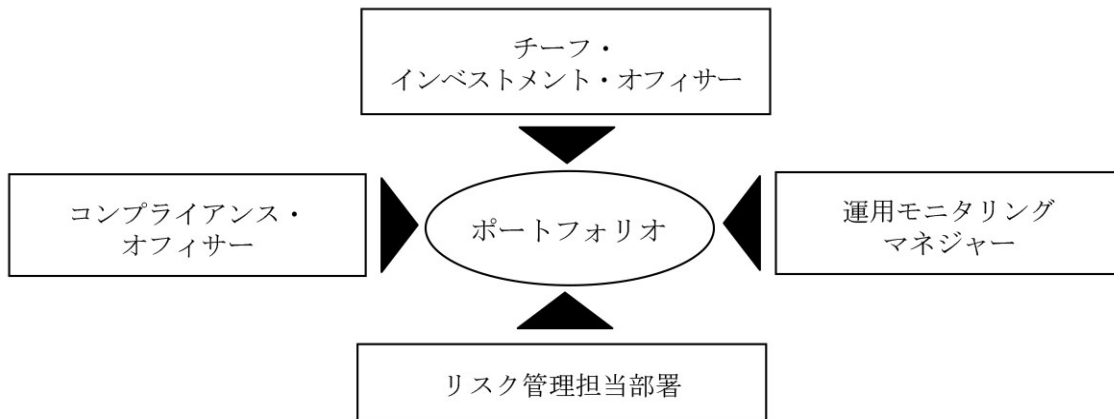 チーフ・
インベストメント・オフィサー
コンプライアンス・
オフィサー
ポートフォリオ
運用モニタリング
マネジャー
リスク管理担当部署